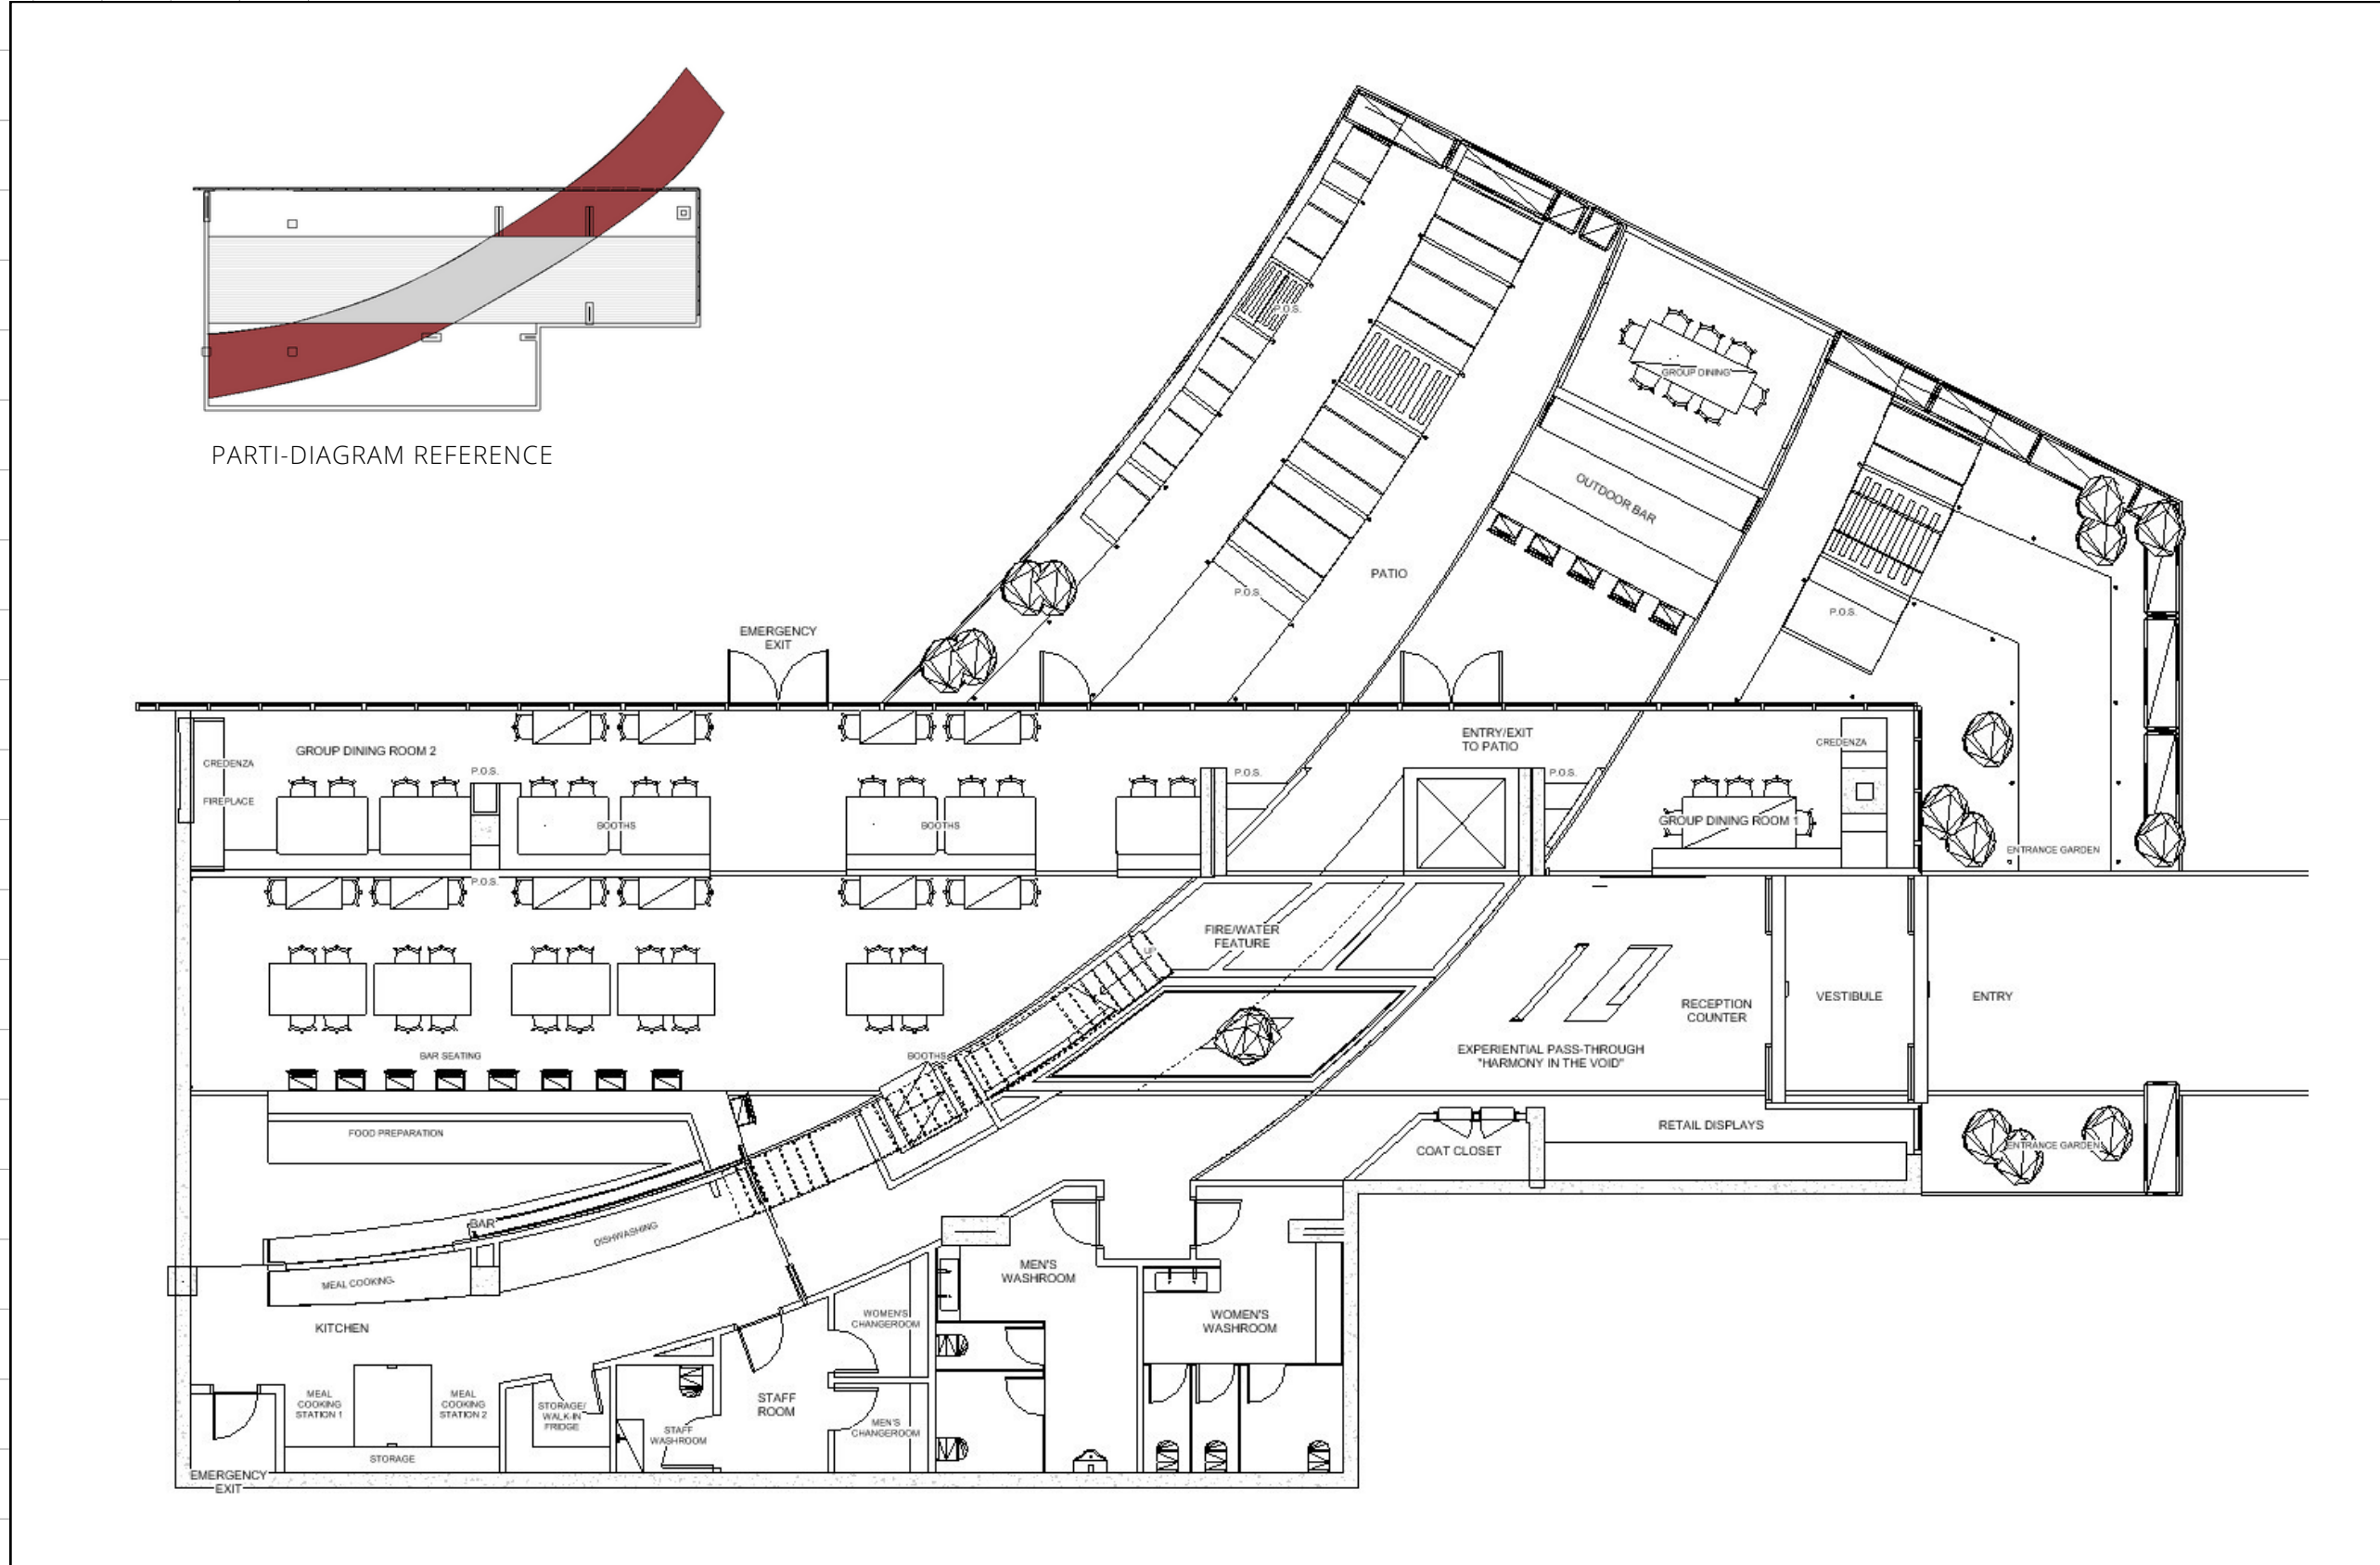 PARTI-DIAGRAM REFERENCE
P.O.S.
GROUP DINING
OUTDOOR BAR
PATIO
P.O.S.
P.O.S.
EMERGENCY
EXIT
ENTRY/EXIT
TO PATIO
CREDENZA
GROUP DINING ROOM 2
CREDENZA
P.O.S.
P.O.S.
P.O.S.
FIREPLACE
BOOTHS
BOOTHS
GROUP DINING ROOM 1
ENTRANCE GARDEN
P.O.S.
FIRE/WATER
FEATURE
UP
RECEPTION
COUNTER
VESTIBULE
ENTRY
BAR SEATING
BOOTHS
EXPERIENTIAL PASS-THROUGH
"HARMONY IN THE VOID"
FOOD PREPARATION
RETAIL DISPLAYS
COAT CLOSET
ENTRANCE GARDEN
BAR
DISHWASHING
MEAL COOKING
MEN'S
WASHROOM
WOMEN'S
WASHROOM
KITCHEN
WOMEN'S
CHANGEROOM
MEAL
COOKING
STATION 1
MEAL
COOKING
STATION 2
STORAGE/
WALK-IN
FRIDGE
STAFF
ROOM
STAFF
WASHROOM
MEN'S
CHANGEROOM
STORAGE
EMERGENCY
EXIT